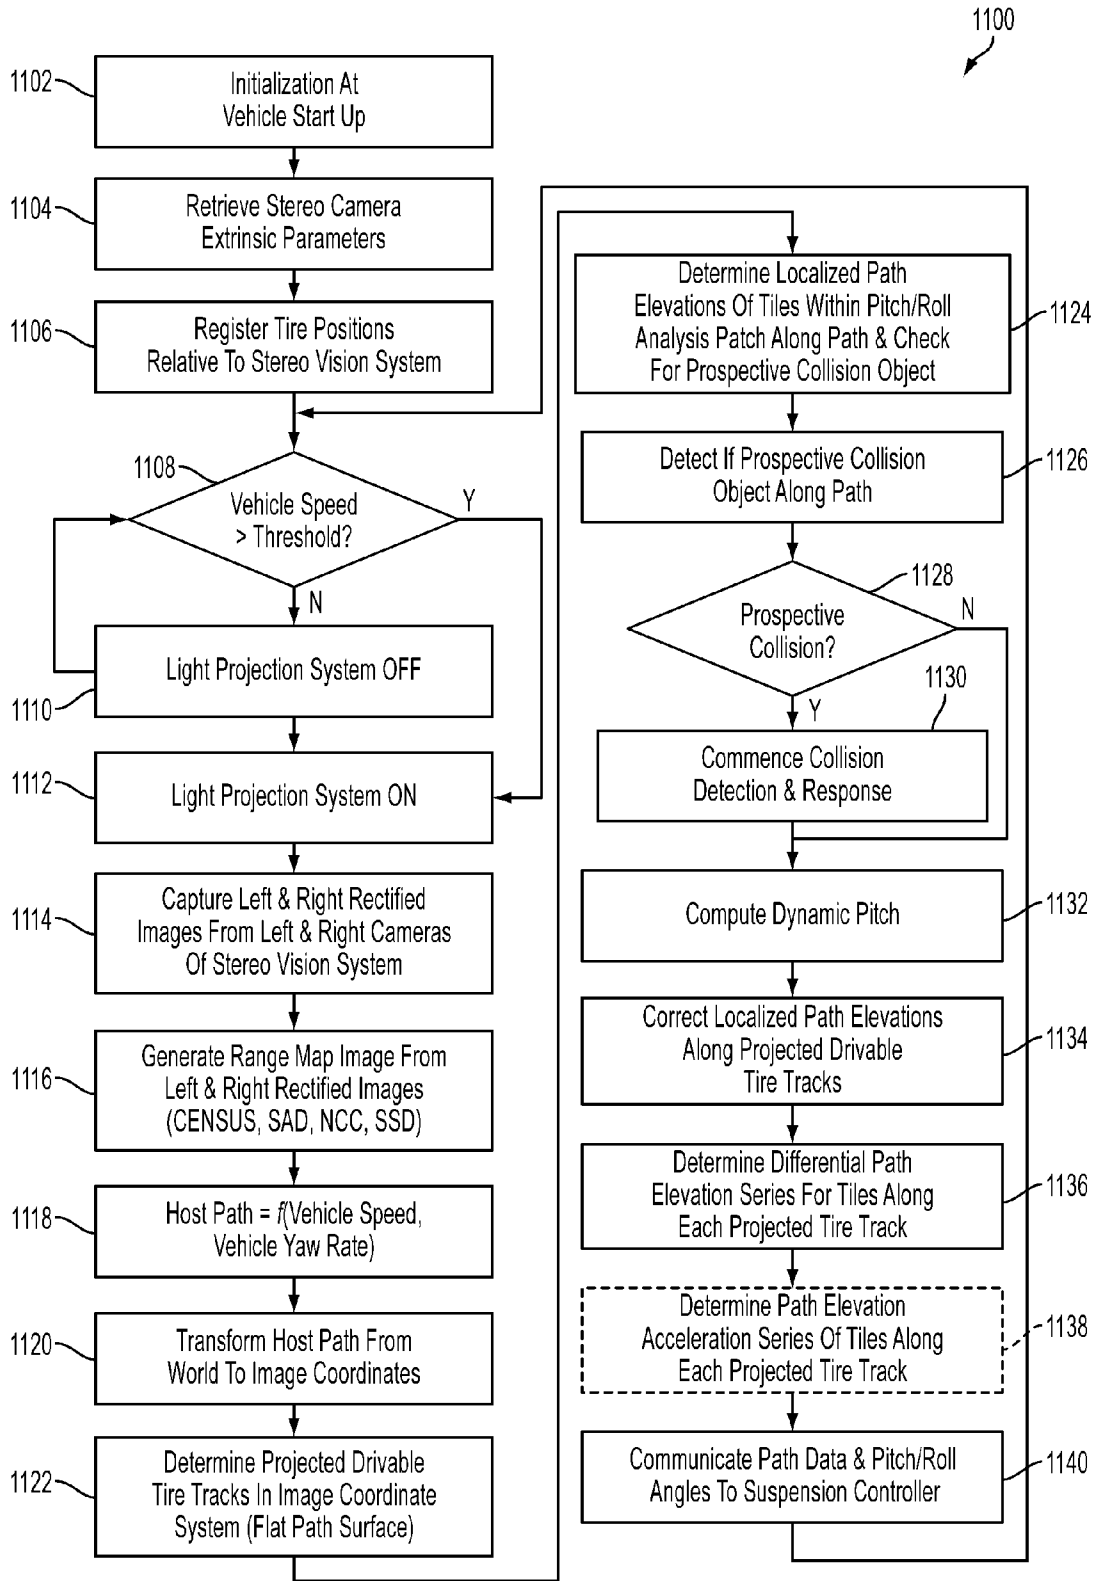 1100
1102
Initialization At
Vehicle Start Up
1104
Retrieve Stereo Camera
Extrinsic Parameters
1106
Register Tire Positions
Relative To Stereo Vision System
1108
Vehicle Speed
> Threshold?
Y
N
Light Projection System OFF
1110
1112
Light Projection System ON
1114
Capture Left & Right Rectified
Images From Left & Right Cameras
Of Stereo Vision System
1116
Generate Range Map Image From
Left & Right Rectified Images
(CENSUS, SAD, NCC, SSD)
1118
Host Path = f(Vehicle Speed,
Vehicle Yaw Rate)
1120
Transform Host Path From
World To Image Coordinates
1122
Determine Projected Drivable
Tire Tracks In Image Coordinate
System (Flat Path Surface)
Determine Localized Path
Elevations Of Tiles Within Pitch/Roll
Analysis Patch Along Path & Check
For Prospective Collision Object
1124
Detect If Prospective Collision
Object Along Path
1126
1128
Prospective
Collision?
N
Y
1130
Commence Collision
Detection & Response
Compute Dynamic Pitch
1132
Correct Localized Path Elevations
Along Projected Drivable
Tire Tracks
1134
Determine Differential Path
Elevation Series For Tiles Along
Each Projected Tire Track
1136
Determine Path Elevation
Acceleration Series Of Tiles Along
Each Projected Tire Track
1138
Communicate Path Data & Pitch/Roll
Angles To Suspension Controller
1140